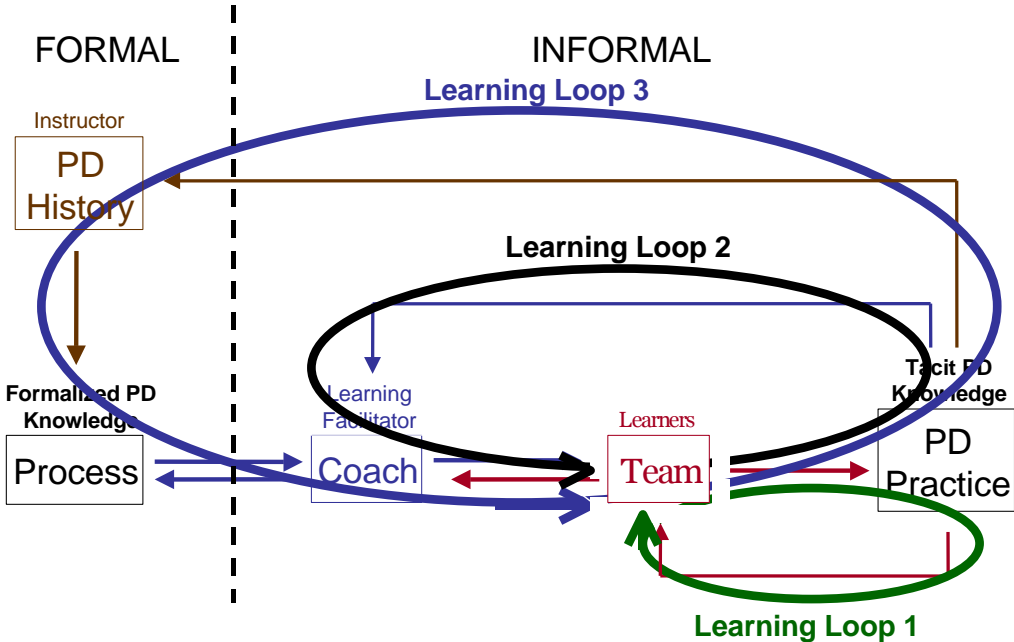 FORMAL
INFORMAL
Learning Loop 3
Instructor
PD
History
Learning Loop 2
Formalized PD
Knowledge
Process
Learning
Facilitator
Coach
Learners
Team
Tacit PD
Knowledge
PD
Practice
Learning Loop 1